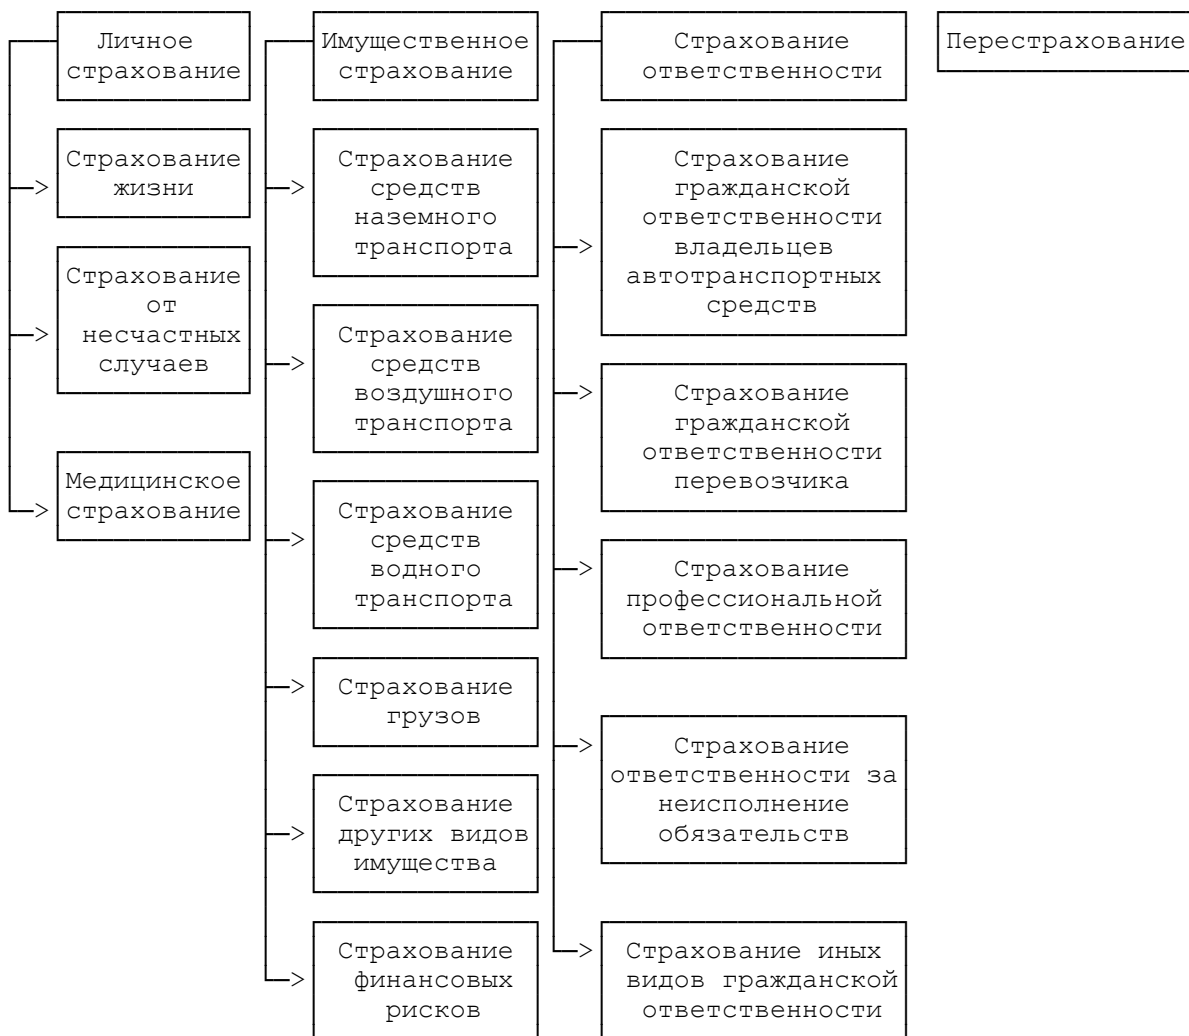 Личное
страхование
Страхование
жизни
Страхование
от
несчастных
случаев
Медицинское
страхование
Имущественное
страхование
Страхование
средств
наземного
транспорта
Страхование
средств
воздушного
транспорта
Страхование
средств
водного
транспорта
Страхование
грузов
Страхование
других видов
имущества
Страхование
финансовых
рисков
Страхование
ответственности
Страхование
гражданской
ответственности
владельцев
автотранспортных
средств
Страхование
гражданской
ответственности
перевозчика
Страхование
профессиональной
ответственности
Страхование
ответственности за
неисполнение
обязательств
Страхование иных
видов гражданской
ответственности
Перестрахование